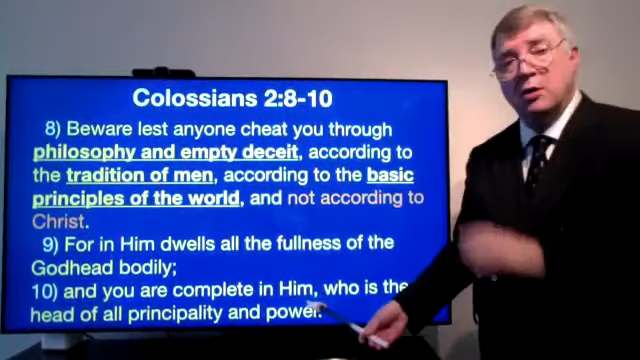 Colossians 2:8-10
8) Beware lest anyone cheat you through
philosophy and empty deceit, according to
the tradition of men, according to the basic
principles of the world, and not according to
Christ.
9) For in Him dwells all the fullness of the
Godhead bodily;
10) and you are complete in Him, who is the
head of all principality and power.